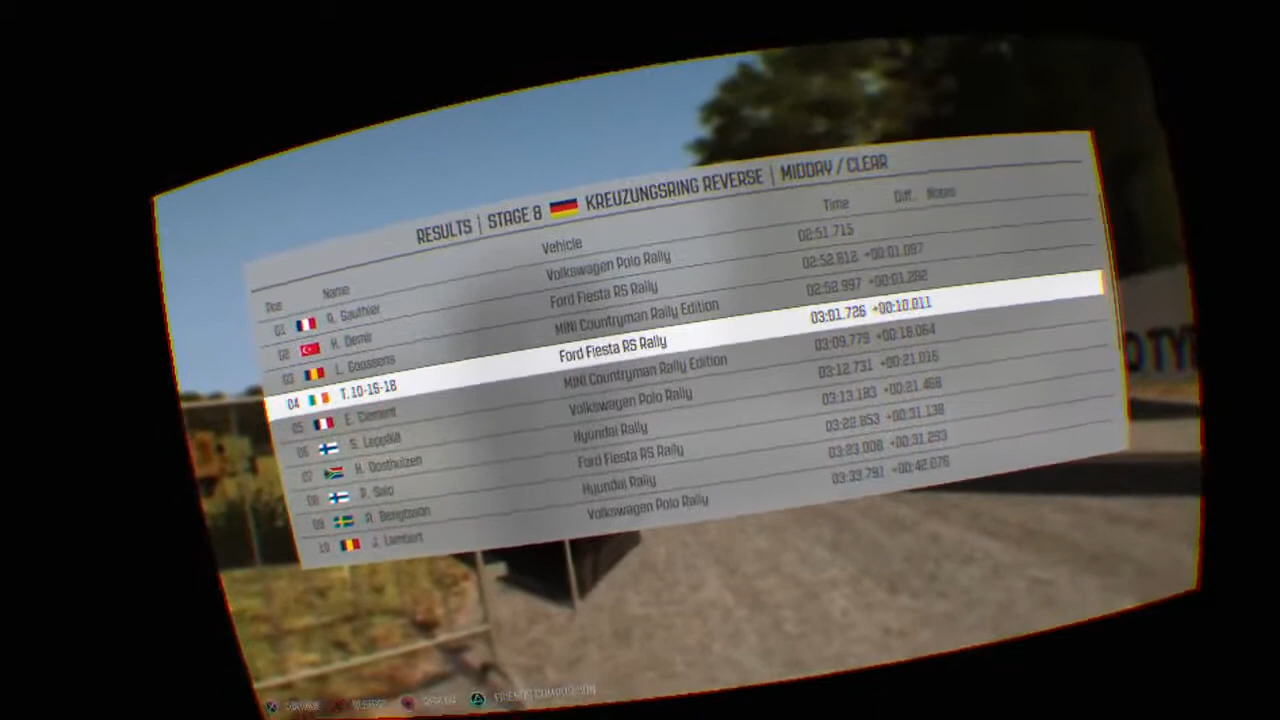 RESULTS | STAGE 8 KREUZUNGSRING REVERSE | MIDDAY / CLEAR
Pos Name Vehicle Time Diff. Notes
01 Q. Gauthier Volkswagen Polo Rally 02:51.715
02 H. Demir Ford Fiesta RS Rally 02:52.812 +00:01.097
03 L. Goossens MINI Countryman Rally Edition 02:52.997 +00:01.282
04 T. 10-16-18 Ford Fiesta RS Rally 03:01.726 +00:10.011
05 E. Clement MINI Countryman Rally Edition 03:09.779 +00:18.064
06 S. Leppälä Volkswagen Polo Rally 03:12.731 +00:21.016
07 H. Oosthuizen Hyundai Rally 03:13.183 +00:21.468
08 P. Salo Ford Fiesta RS Rally 03:22.853 +00:31.138
09 A. Bengtsson Hyundai Rally 03:23.008 +00:31.293
10 J. Lambert Volkswagen Polo Rally 03:33.791 +00:42.076